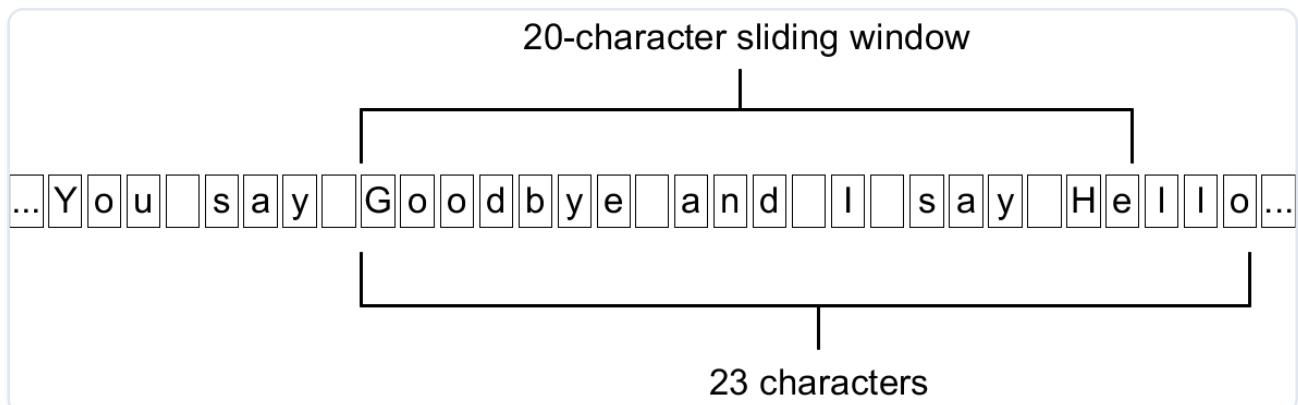 20-character sliding window
...You say Goodbye and I say Hello...
23 characters